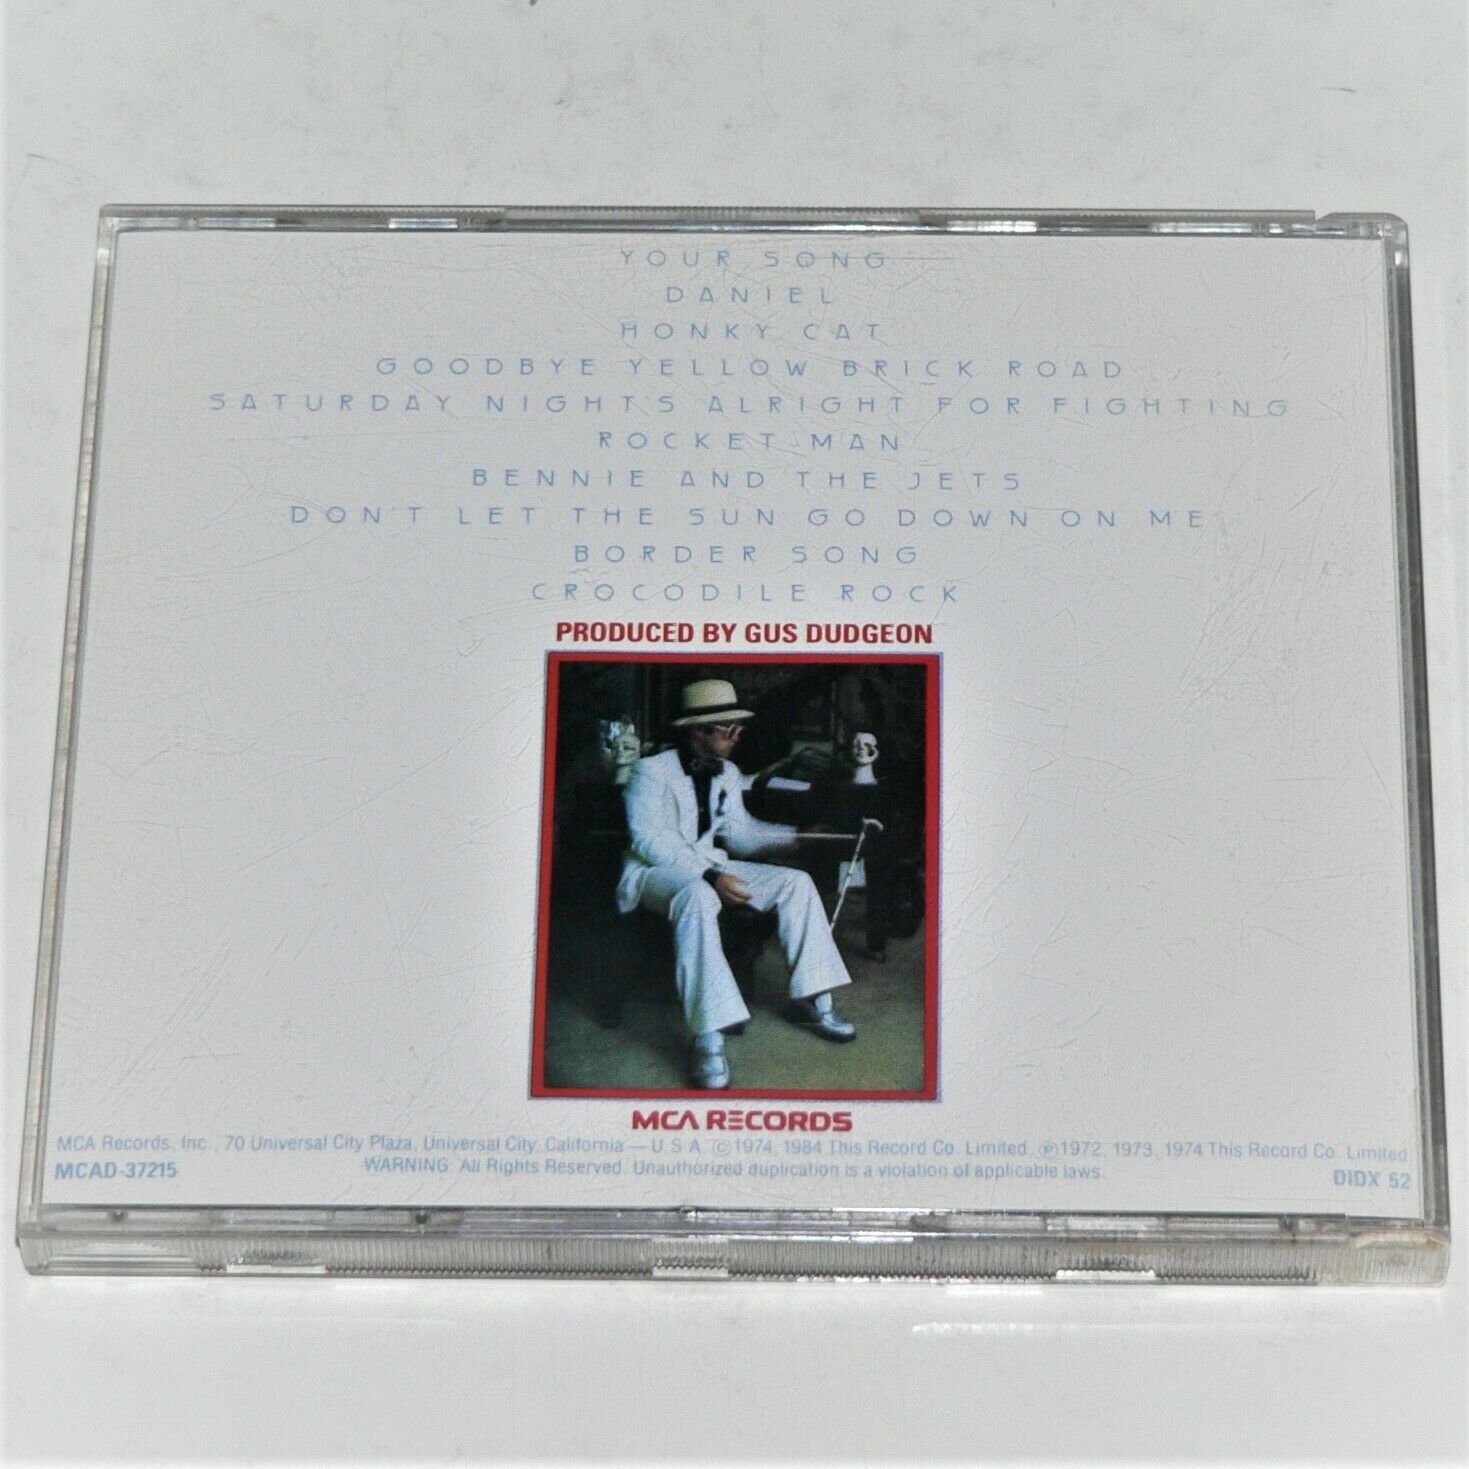 YOUR SONG
DANIEL
HONKY CAT
GOODBYE YELLOW BRICK ROAD
SATURDAY NIGHT'S ALRIGHT FOR FIGHTING
ROCKET MAN
BENNIE AND THE JETS
DON'T LET THE SUN GO DOWN ON ME
BORDER SONG
CROCODILE ROCK
PRODUCED BY GUS DUDGEON
MCA RECORDS
MCA Records, Inc., 70 Universal City Plaza, Universal City, California — U.S.A. ©1974, 1984 This Record Co. Limited. ℗1972, 1973, 1974 This Record Co. Limited.
MCAD-37215 WARNING: All Rights Reserved. Unauthorized duplication is a violation of applicable laws. DIDX 52